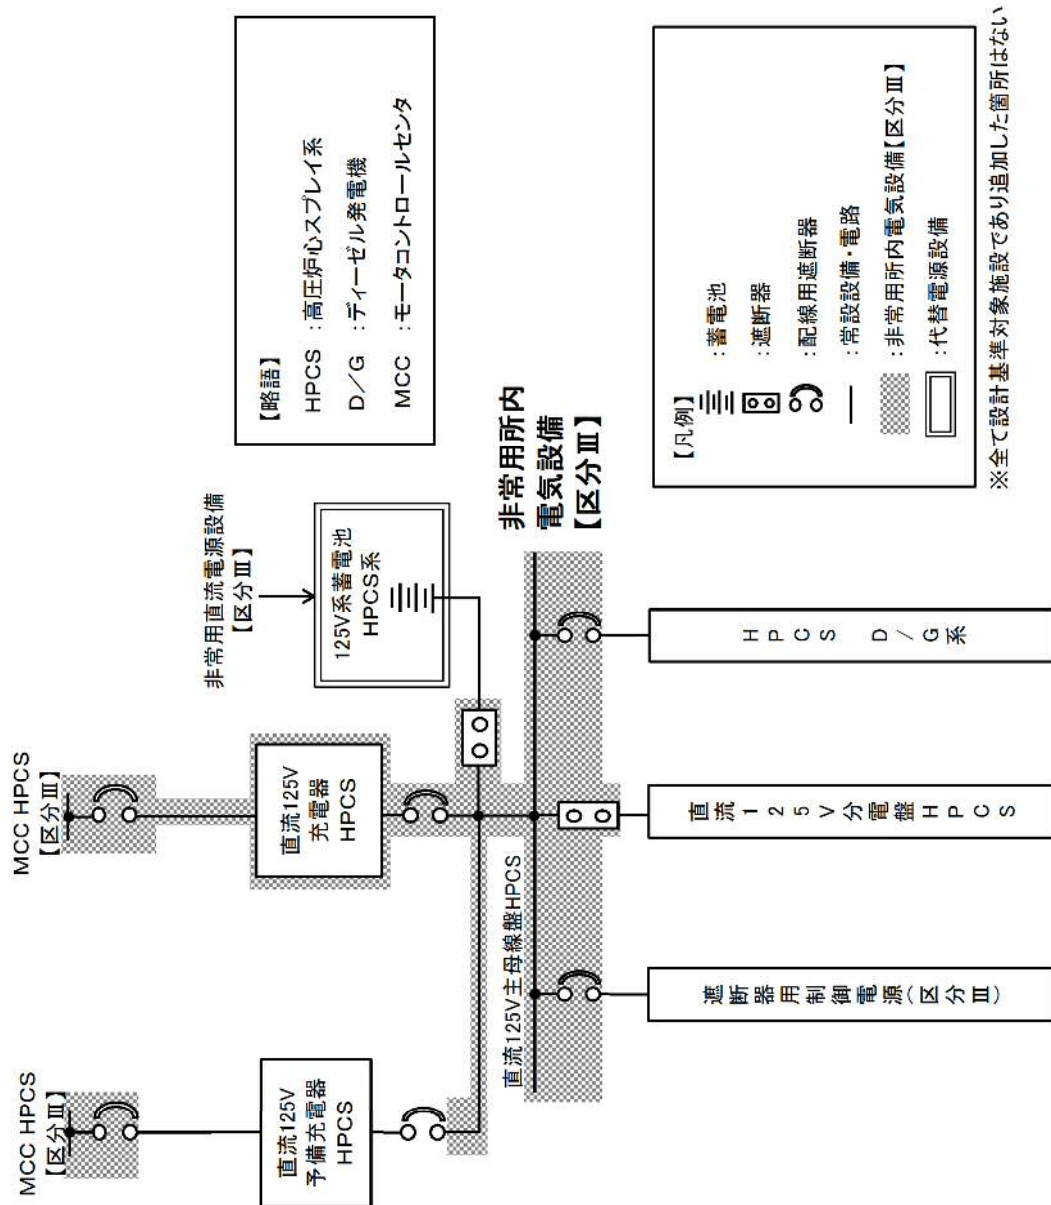 MCC HPCS
【区分Ⅲ】
MCC HPCS
【区分Ⅲ】
非常用直流電源設備
【区分Ⅲ】
直流125V
予備充電器
HPCS
直流125V
充電器
HPCS
125V系蓄電池
HPCS系
直流125V主母線盤HPCS
非常用所内
電気設備
【区分Ⅲ】
遮断器用制御電源(区分Ⅲ)
直流125V分電盤HPCS
HPCS D/G系
【略語】
HPCS :高圧炉心スプレイ系
D/G :ディーゼル発電機
MCC :モータコントロールセンタ
【凡例】
:蓄電池
:遮断器
:配線用遮断器
:常設設備・電路
:非常用所内電気設備【区分Ⅲ】
:代替電源設備
※全て設計基準対象施設であり追加した箇所はない